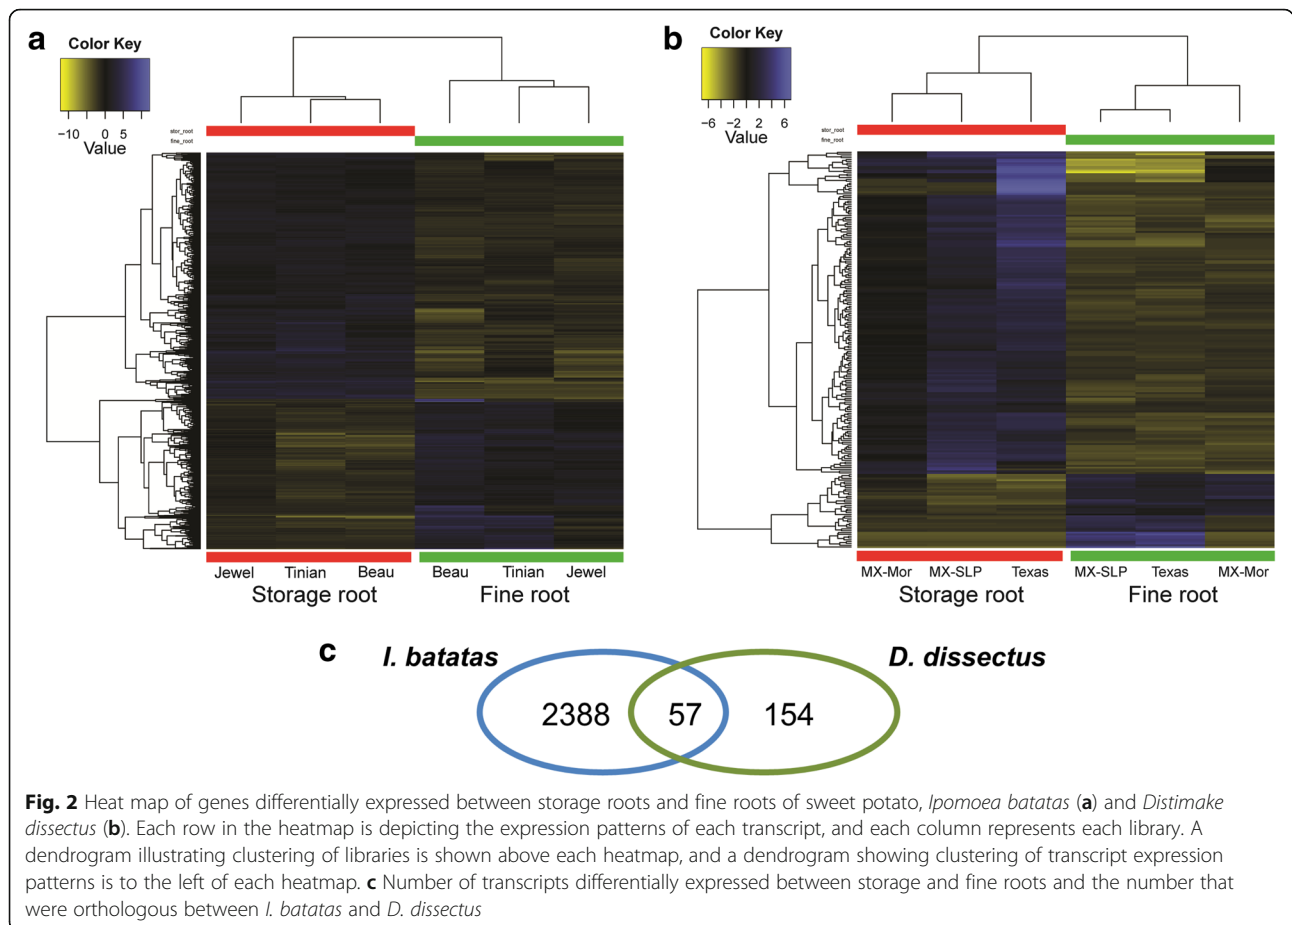 a
Color Key
−10 0 5
Value
stor_root
fine_root
Jewel Tinian Beau Beau Tinian Jewel
Storage root Fine root
b
Color Key
−6 −2 2 6
Value
stor_root
fine_root
MX-Mor MX-SLP Texas MX-SLP Texas MX-Mor
Storage root Fine root
c I. batatas D. dissectus
2388 57 154
Fig. 2 Heat map of genes differentially expressed between storage roots and fine roots of sweet potato, Ipomoea batatas (a) and Distimake
dissectus (b). Each row in the heatmap is depicting the expression patterns of each transcript, and each column represents each library. A
dendrogram illustrating clustering of libraries is shown above each heatmap, and a dendrogram showing clustering of transcript expression
patterns is to the left of each heatmap. c Number of transcripts differentially expressed between storage and fine roots and the number that
were orthologous between I. batatas and D. dissectus